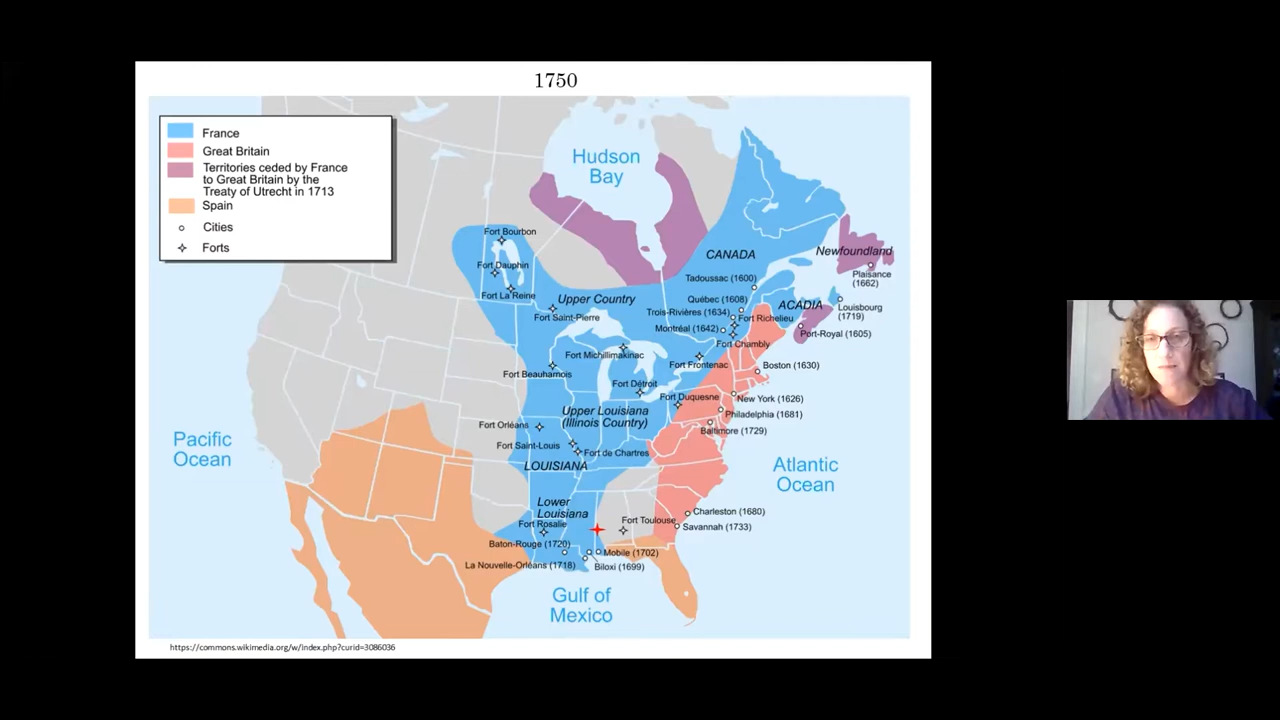 1750
France
Great Britain
Territories ceded by France
to Great Britain by the
Treaty of Utrecht in 1713
Spain
Cities
Forts
Hudson
Bay
Fort Bourbon
Fort Dauphin
Fort La Reine
Upper Country
Fort Saint-Pierre
CANADA
Tadoussac (1600)
Québec (1608)
Trois-Rivières (1634)
Fort Richelieu
Montréal (1642)
Fort Chambly
Newfoundland
Plaisance
(1662)
ACADIA
Louisbourg
(1719)
Port-Royal (1605)
Fort Michillimakinac
Fort Frontenac
Fort Beauharnois
Boston (1630)
Fort Détroit
Fort Duquesne
New York (1626)
Philadelphia (1681)
Baltimore (1729)
Upper Louisiana
(Illinois Country)
Fort Orléans
Fort Saint-Louis
Fort de Chartres
LOUISIANA
Pacific
Ocean
Atlantic
Ocean
Lower
Louisiana
Fort Rosalie
Fort Toulouse
Charleston (1680)
Savannah (1733)
Baton-Rouge (1720)
Mobile (1702)
La Nouvelle-Orléans (1718)
Biloxi (1699)
Gulf of
Mexico
https://commons.wikimedia.org/w/index.php?curid=3086036